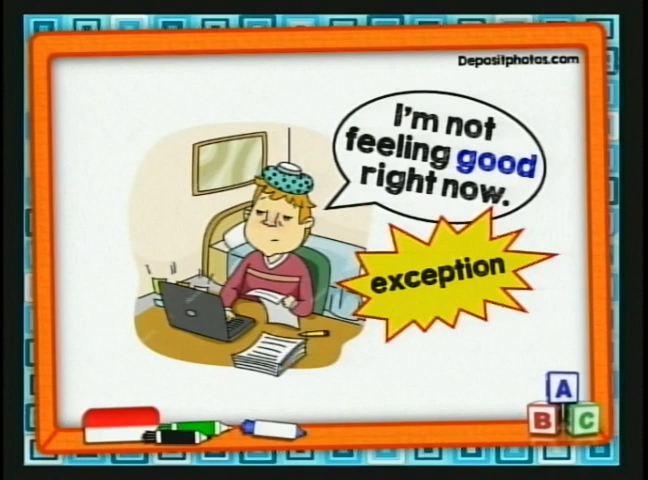 Depositphotos.com
I'm not
feeling good
right now.
exception
A
B C